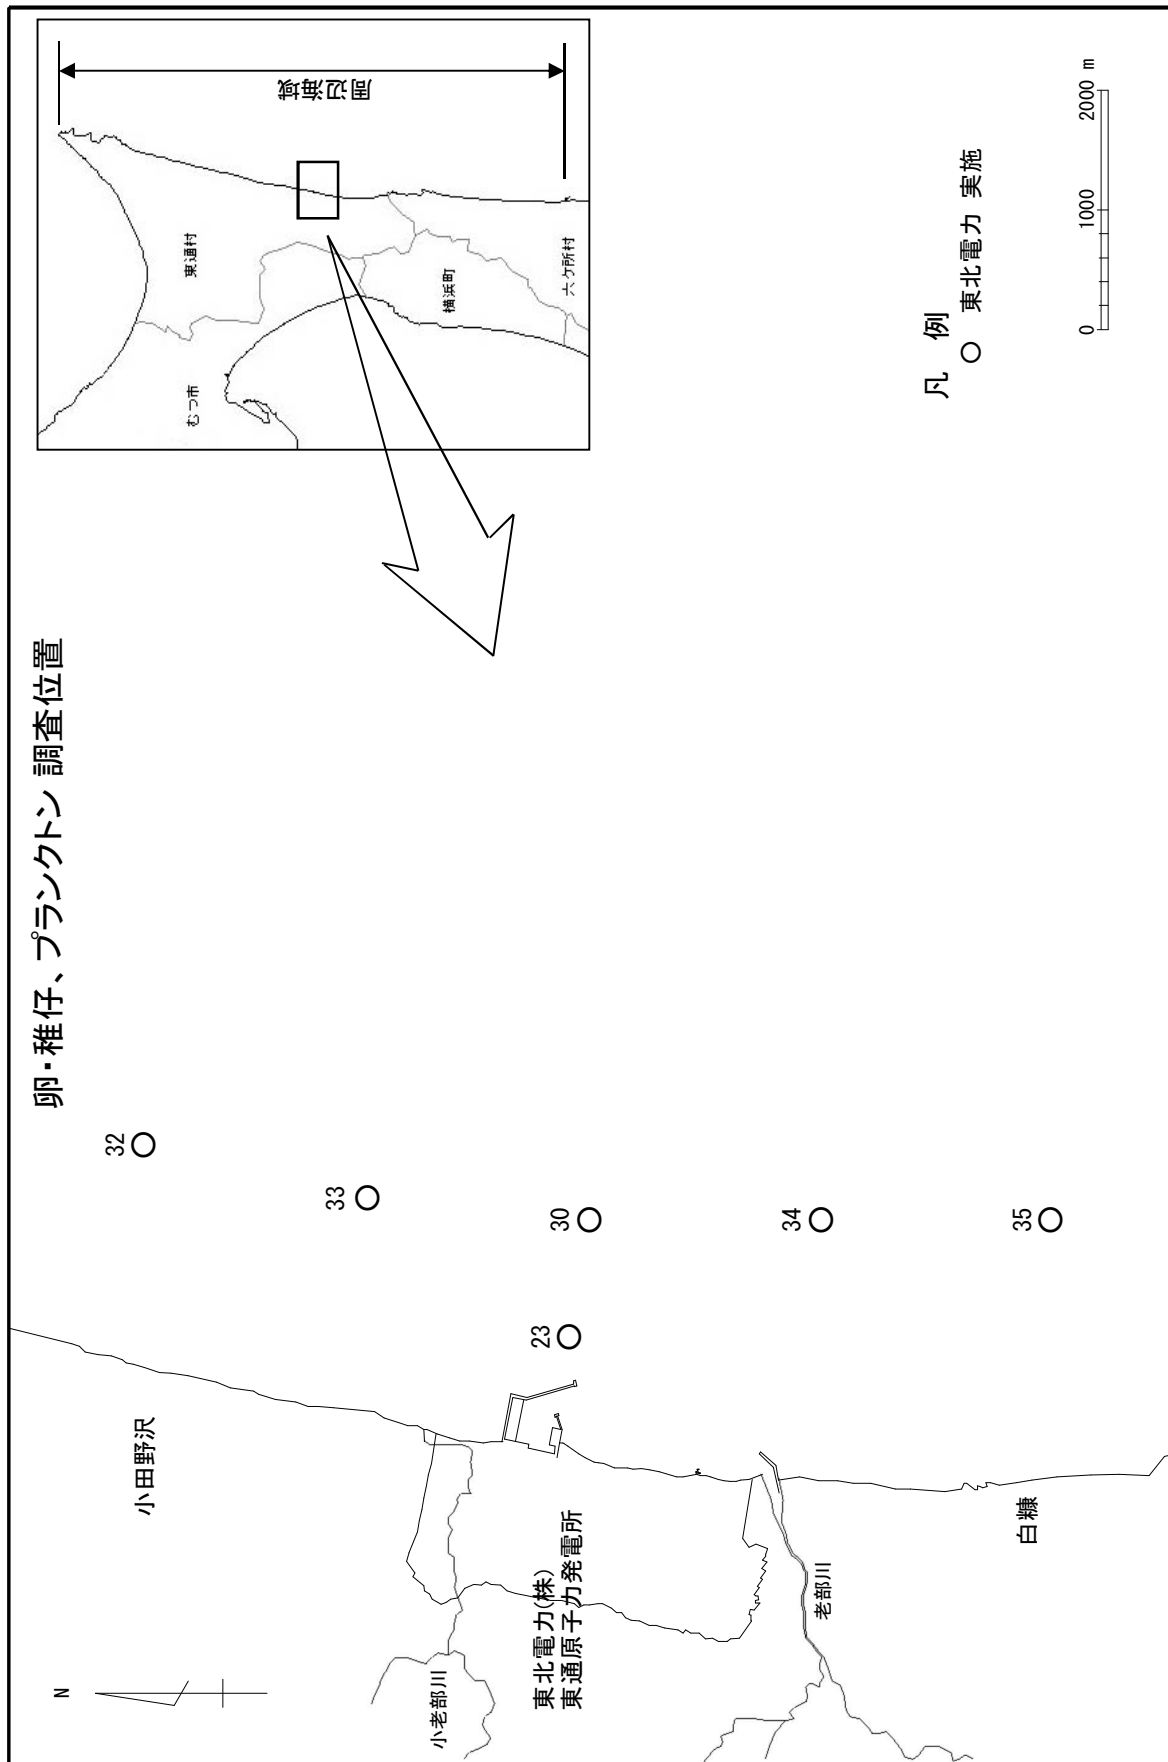 卵・稚仔、プランクトン 調査位置
N
小田野沢
小老部川
東北電力(株)
東通原子力発電所
老部川
白糠
32
33
30
23
34
35
むつ市
東通村
横浜町
六ケ所村
周辺海域
凡 例
○ 東北電力 実施
0 1000 2000 m